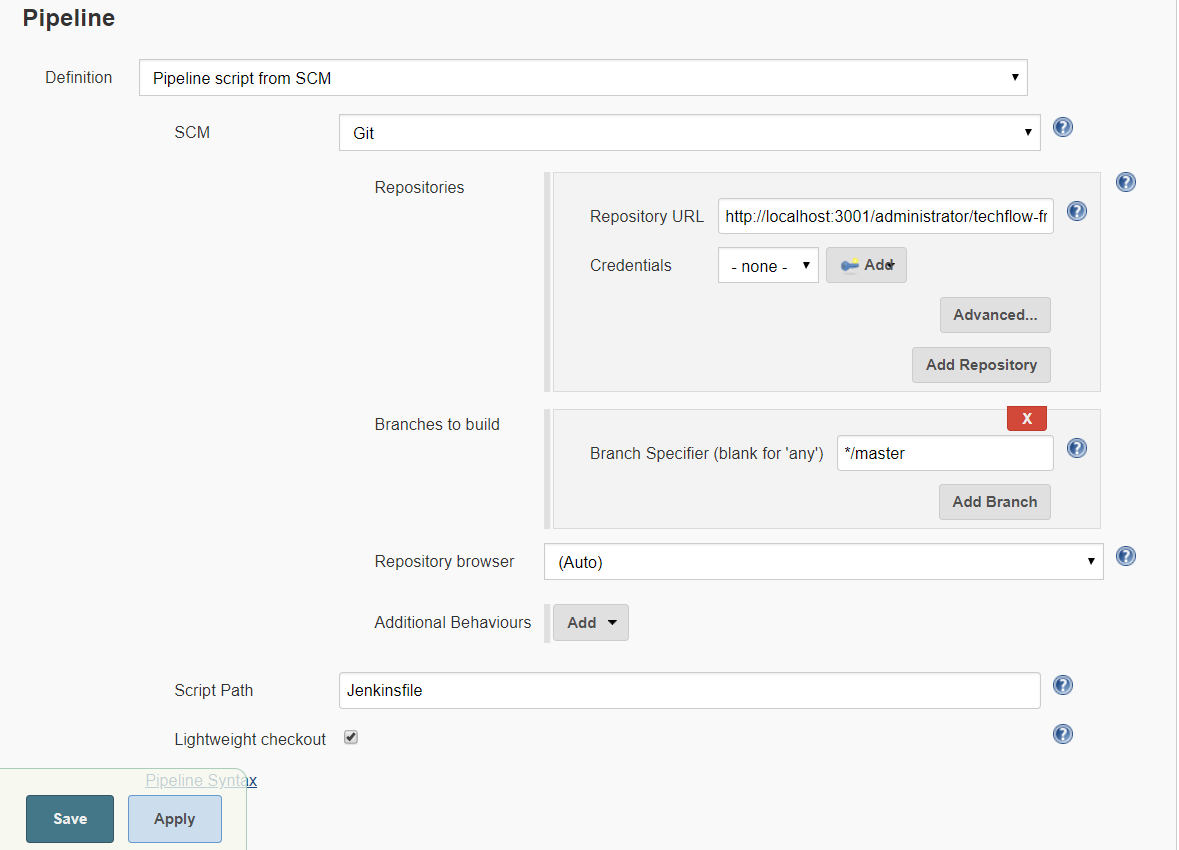 Pipeline
Definition
Pipeline script from SCM
SCM
Git
Repositories
Repository URL
http://localhost:3001/administrator/techflow-fr
Credentials
- none -
Add
Advanced...
Add Repository
Branches to build
X
Branch Specifier (blank for 'any')
*/master
Add Branch
Repository browser
(Auto)
Additional Behaviours
Add
Script Path
Jenkinsfile
Lightweight checkout
Pipeline Syntax
Save
Apply